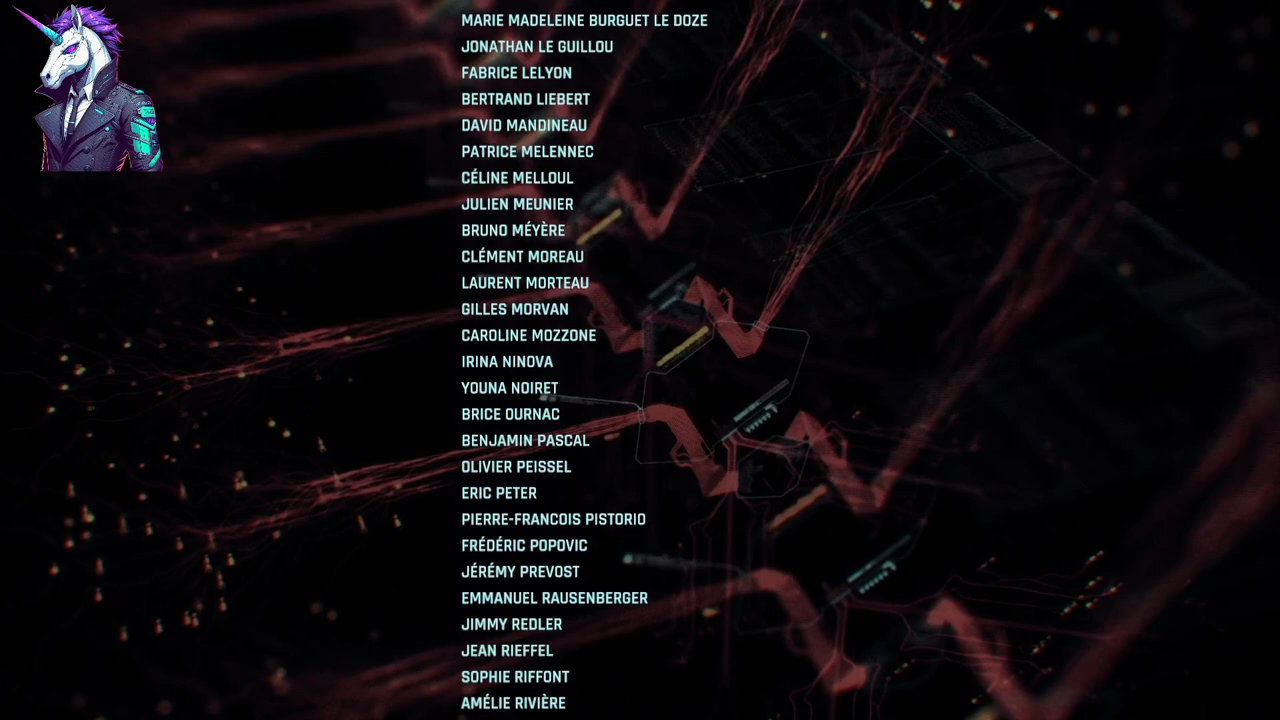 MARIE MADELEINE BURGUET LE DOZE
JONATHAN LE GUILLOU
FABRICE LELYON
BERTRAND LIEBERT
DAVID MANDINEAU
PATRICE MELENNEC
CÉLINE MELLOUL
JULIEN MEUNIER
BRUNO MÉYÈRE
CLÉMENT MOREAU
LAURENT MORTEAU
GILLES MORVAN
CAROLINE MOZZONE
IRINA NINOVA
YOUNA NOIRET
BRICE OURNAC
BENJAMIN PASCAL
OLIVIER PEISSEL
ERIC PETER
PIERRE-FRANCOIS PISTORIO
FRÉDÉRIC POPOVIC
JÉRÉMY PREVOST
EMMANUEL RAUSENBERGER
JIMMY REDLER
JEAN RIEFFEL
SOPHIE RIFFONT
AMÉLIE RIVIÈRE